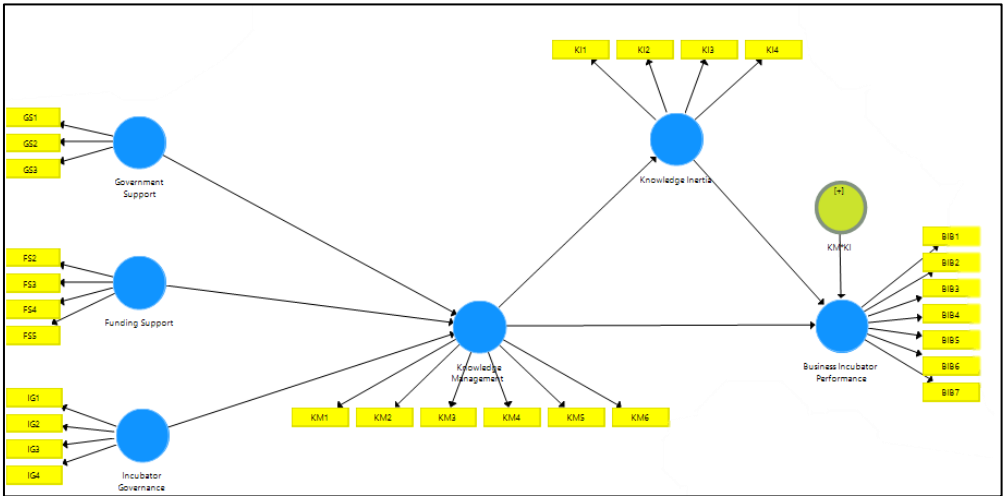 KI1
KI2
KI3
KI4
GS1
GS2
GS3
Government
Support
Knowledge Inertia
[+]
KM*KI
FS2
FS3
FS4
FS5
Funding Support
BIB1
BIB2
BIB3
BIB4
BIB5
BIB6
BIB7
Knowledge
Management
Business Incubator
Performance
IG1
IG2
IG3
IG4
Incubator
Governance
KM1
KM2
KM3
KM4
KM5
KM6